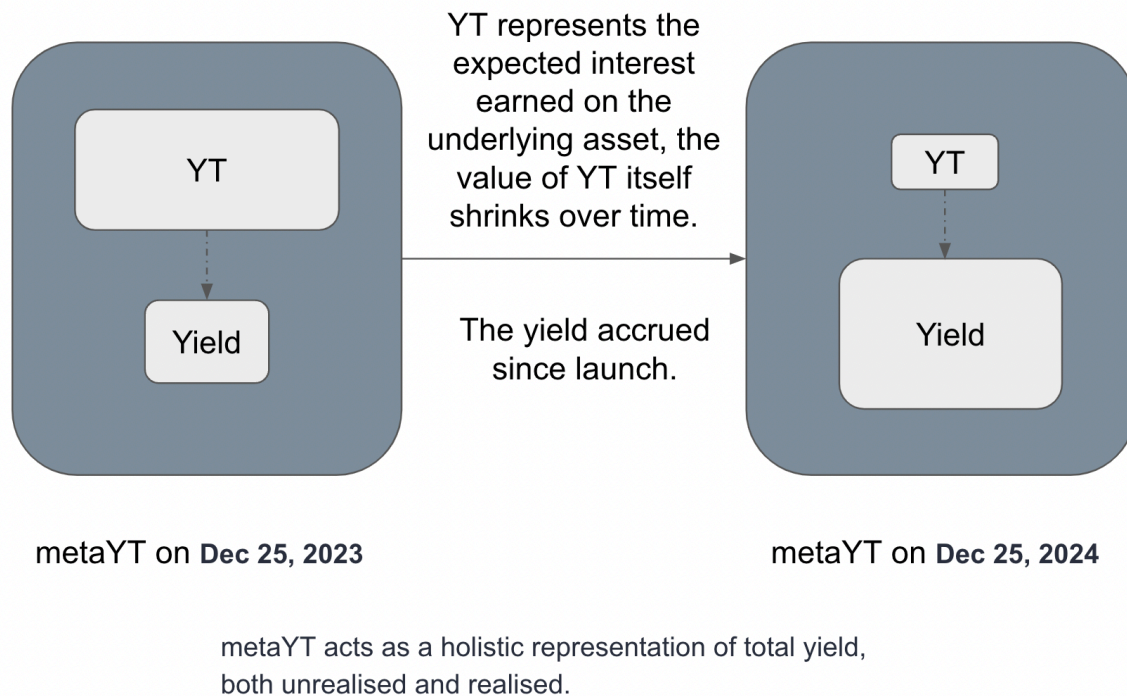 YT represents the
expected interest
earned on the
underlying asset, the
value of YT itself
shrinks over time.
YT
YT
Yield
Yield
The yield accrued
since launch.
metaYT on Dec 25, 2023
metaYT on Dec 25, 2024
metaYT acts as a holistic representation of total yield,
both unrealised and realised.